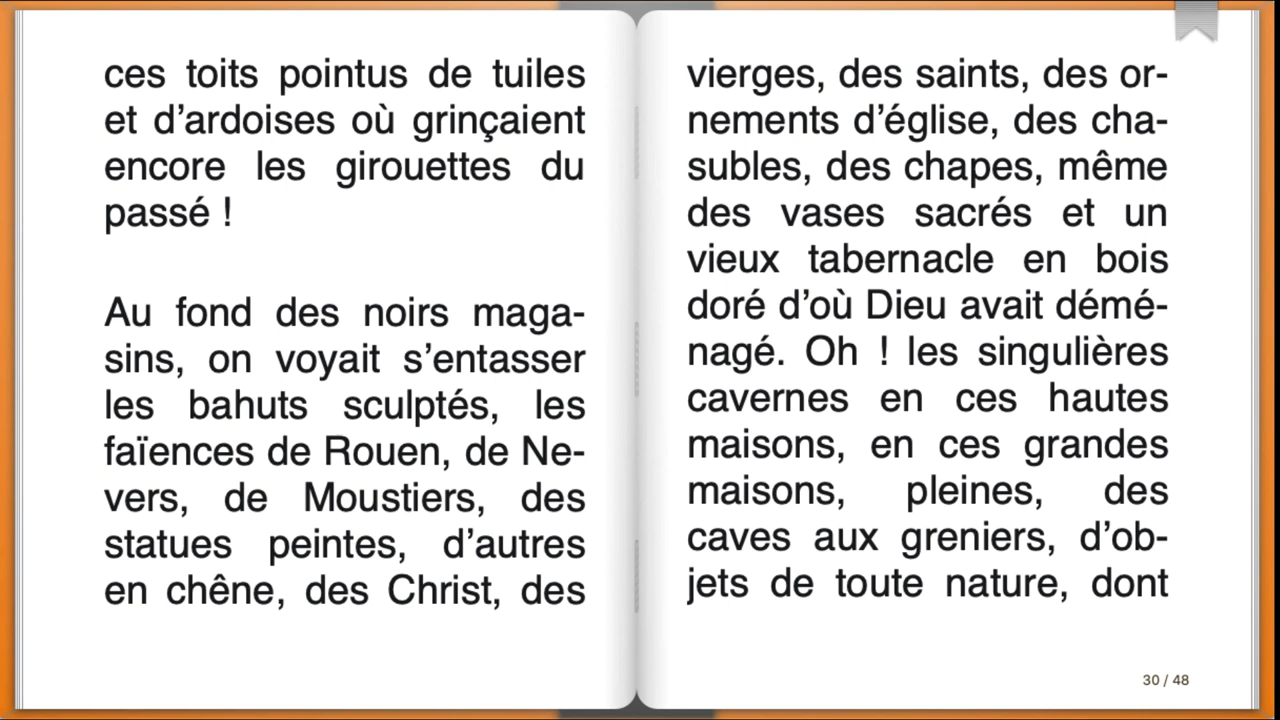 ces toits pointus de tuiles
et d’ardoises où grinçaient
encore les girouettes du
passé !
Au fond des noirs maga-
sins, on voyait s’entasser
les bahuts sculptés, les
faïences de Rouen, de Ne-
vers, de Moustiers, des
statues peintes, d’autres
en chêne, des Christ, des
vierges, des saints, des or-
nements d’église, des cha-
subles, des chapes, même
des vases sacrés et un
vieux tabernacle en bois
doré d’où Dieu avait démé-
nagé. Oh ! les singulières
cavernes en ces hautes
maisons, en ces grandes
maisons, pleines, des
caves aux greniers, d’ob-
jets de toute nature, dont
30 / 48